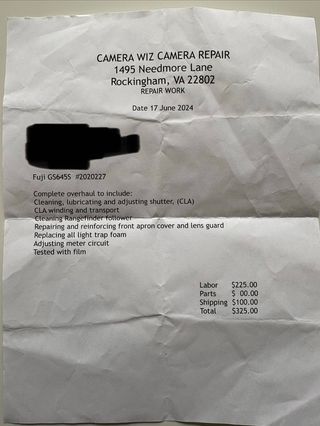 CAMERA WIZ CAMERA REPAIR
1495 Needmore Lane
Rockingham, VA 22802
REPAIR WORK
Date 17 June 2024
Fuji GS645S #2020227
Complete overhaul to include:
Cleaning, lubricating and adjusting shutter, (CLA)
CLA winding and transport
Cleaning Rangefinder follower
Repairing and reinforcing front apron cover and lens guard
Replacing all light trap foam
Adjusting meter circuit
Tested with film
Labor $225.00
Parts $ 00.00
Shipping $100.00
Total $325.00